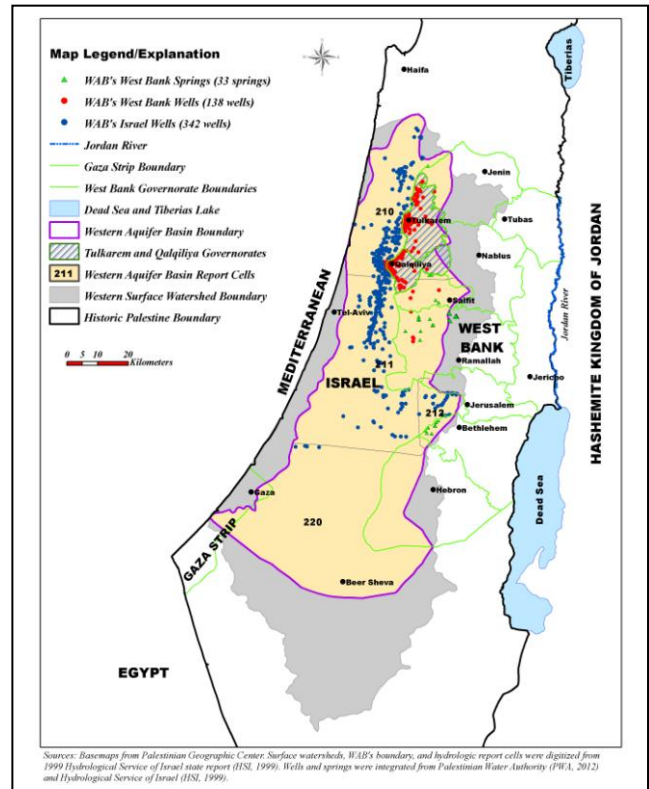 Map Legend/Explanation
WAB's West Bank Springs (33 springs)
WAB's West Bank Wells (138 wells)
WAB's Israel Wells (342 wells)
Jordan River
Gaza Strip Boundary
West Bank Governorate Boundaries
Dead Sea and Tiberias Lake
Western Aquifer Basin Boundary
Tulkarem and Qalqiliya Governorates
211 Western Aquifer Basin Report Cells
Western Surface Watershed Boundary
Historic Palestine Boundary
0 5 10 20
Kilometers
Haifa
Tiberias
Jenin
210
Tulkarem
Tubas
Qalqiliya
Nablus
Tel-Aviv
Salfit
WEST
BANK
MEDITERRANEAN
Jordan River
HASHEMITE KINGDOM OF JORDAN
211
Ramallah
ISRAEL
Jericho
212
Jerusalem
Bethlehem
Gaza
Hebron
Dead Sea
GAZA STRIP
220
Beer Sheva
EGYPT
Sources: Basemaps from Palestinian Geographic Center. Surface watersheds, WAB's boundary, and hydrologic report cells were digitized from
1999 Hydrological Service of Israel state report (HSI, 1999). Wells and springs were integrated from Palestinian Water Authority (PWA, 2012)
and Hydrological Service of Israel (HSI, 1999).